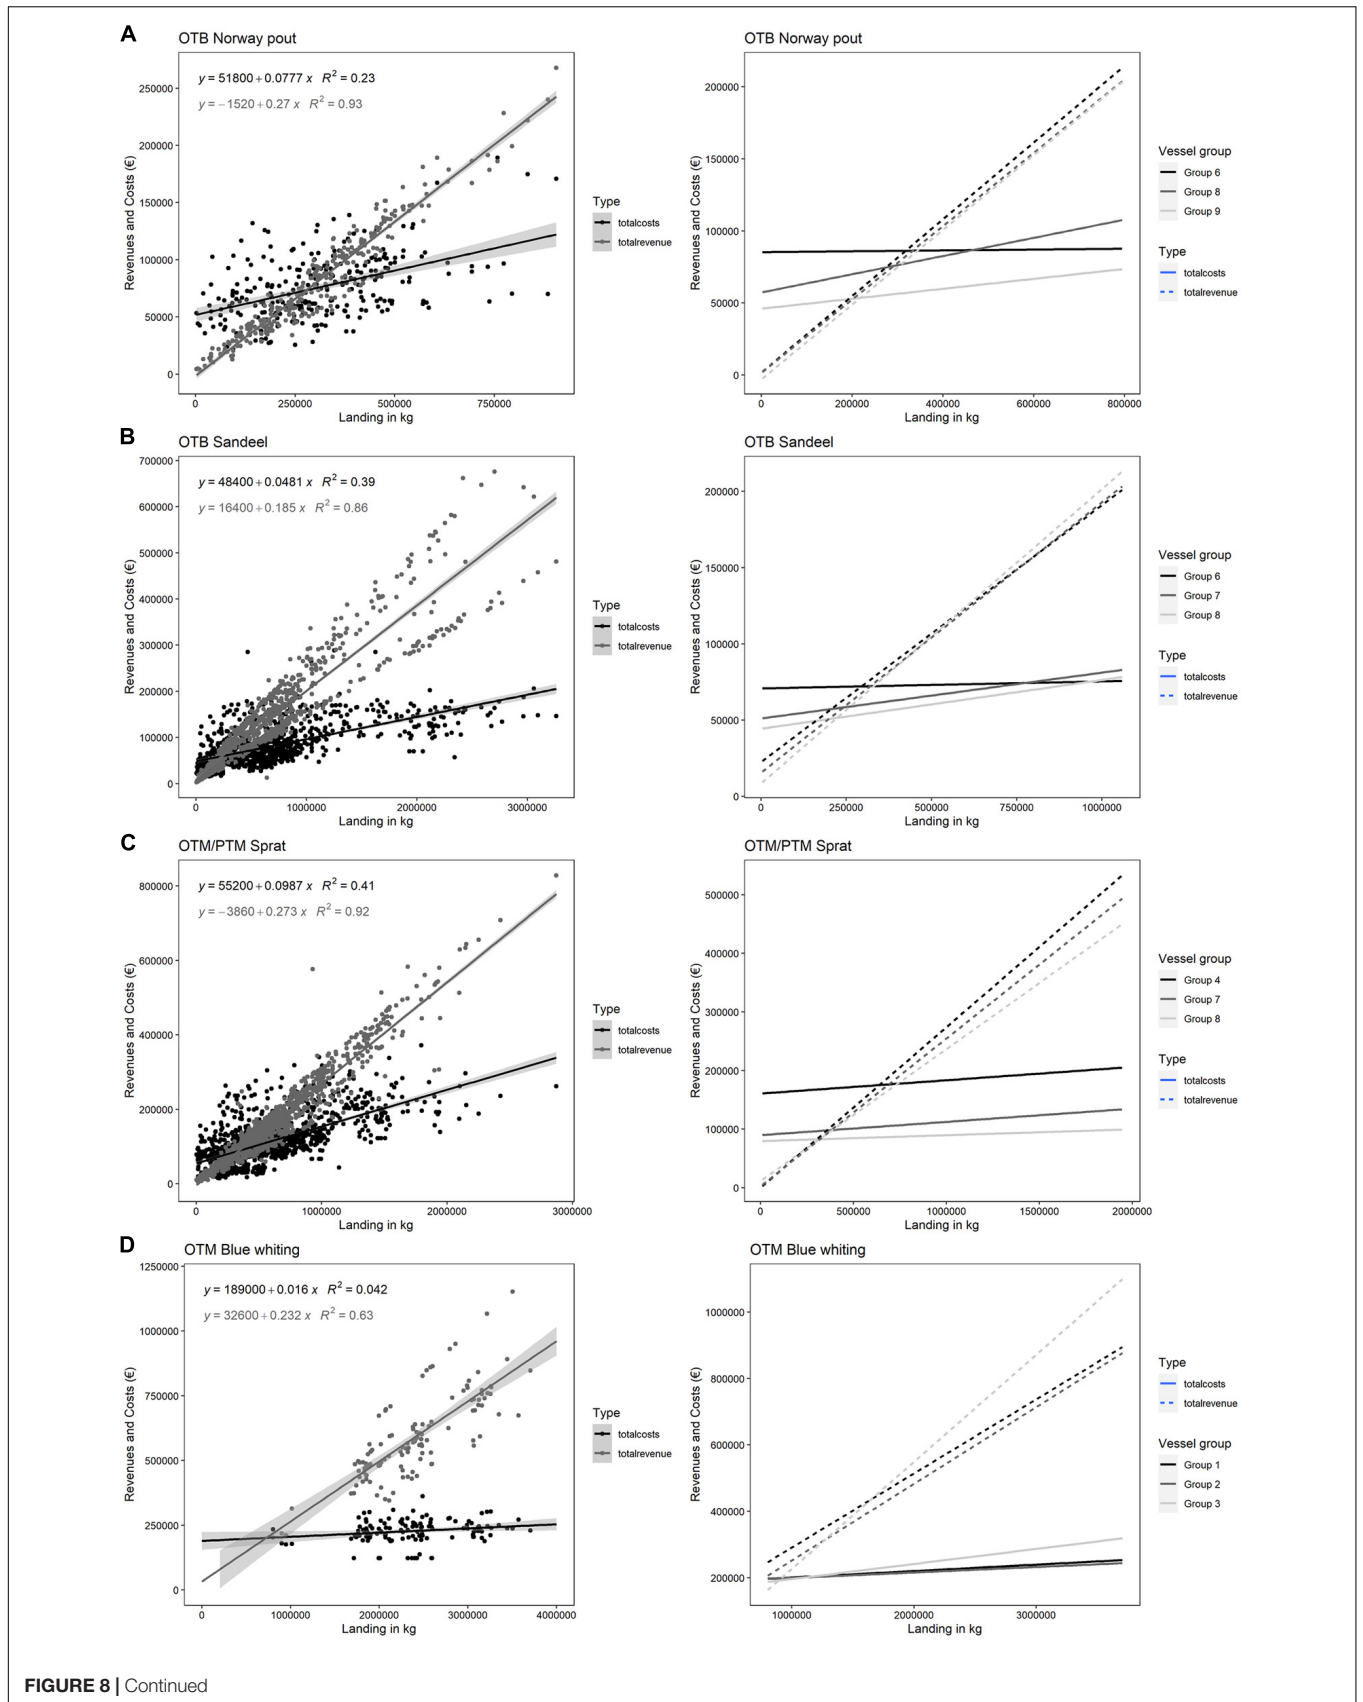 A
OTB Norway pout
y = 51800 + 0.0777 x R² = 0.23
y = −1520 + 0.27 x R² = 0.93
Revenues and Costs (€)
250000
200000
150000
100000
50000
0
0 250000 500000 750000
Landing in kg
Type
totalcosts
totalrevenue
OTB Norway pout
Revenues and Costs (€)
200000
150000
100000
50000
0
0 200000 400000 600000 800000
Landing in kg
Vessel group
Group 6
Group 8
Group 9
Type
totalcosts
totalrevenue
B
OTB Sandeel
y = 48400 + 0.0481 x R² = 0.39
y = 16400 + 0.185 x R² = 0.86
Revenues and Costs (€)
700000
600000
500000
400000
300000
200000
100000
0
0 1000000 2000000 3000000
Landing in kg
Type
totalcosts
totalrevenue
OTB Sandeel
Revenues and Costs (€)
200000
150000
100000
50000
0
0 250000 500000 750000 1000000
Landing in kg
Vessel group
Group 6
Group 7
Group 8
Type
totalcosts
totalrevenue
C
OTM/PTM Sprat
y = 55200 + 0.0987 x R² = 0.41
y = −3860 + 0.273 x R² = 0.92
Revenues and Costs (€)
800000
600000
400000
200000
0
0 1000000 2000000 3000000
Landing in kg
Type
totalcosts
totalrevenue
OTM/PTM Sprat
Revenues and Costs (€)
500000
400000
300000
200000
100000
0
0 500000 1000000 1500000 2000000
Landing in kg
Vessel group
Group 4
Group 7
Group 8
Type
totalcosts
totalrevenue
D
OTM Blue whiting
y = 189000 + 0.016 x R² = 0.042
y = 32600 + 0.232 x R² = 0.63
Revenues and Costs (€)
1250000
1000000
750000
500000
250000
0
0 1000000 2000000 3000000 4000000
Landing in kg
Type
totalcosts
totalrevenue
OTM Blue whiting
Revenues and Costs (€)
1000000
800000
600000
400000
200000
1000000 2000000 3000000
Landing in kg
Type
totalcosts
totalrevenue
Vessel group
Group 1
Group 2
Group 3
FIGURE 8 | Continued